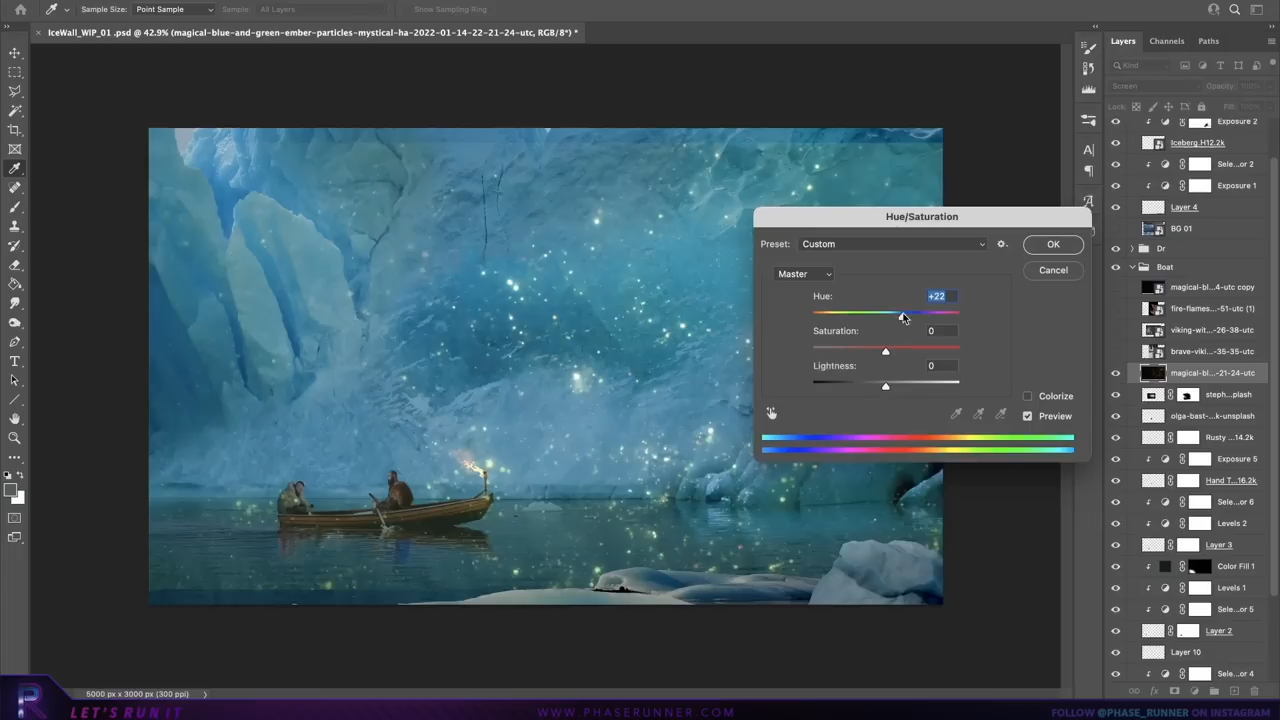 Sample Size: Point Sample Sample: All Layers Show Sampling Ring
× IceWall_WIP_01 .psd @ 42.9% (magical-blue-and-green-ember-particles-mystical-ha-2022-01-14-22-21-24-utc, RGB/8*) *
Layers Channels Paths
Kind
Screen Opacity: 100%
Lock: Fill: 100%
Exposure 2
Iceberg.H12.2k
Sele...or 2
Exposure 1
Layer 4
BG 01
Dr
Boat
magical-bl...4-utc copy
fire-flames...-51-utc (1)
viking-wit...-26-38-utc
brave-viki...-35-35-utc
magical-bl...-21-24-utc
steph...plash
olga-bast-...k-unsplash
Rusty ...14.2k
Exposure 5
Hand T...16.2k
Sele...or 6
Levels 2
Layer 3
Color Fill 1
Levels 1
Sele...or 5
Layer 2
Layer 10
Sele...or 4
Hue/Saturation
Preset: Custom
OK
Cancel
Master
Hue: +22
Saturation: 0
Lightness: 0
Colorize
Preview
5000 px x 3000 px (300 ppi)
LET'S RUN IT
WWW.PHASERUNNER.COM
FOLLOW @PHASE_RUNNER ON INSTAGRAM